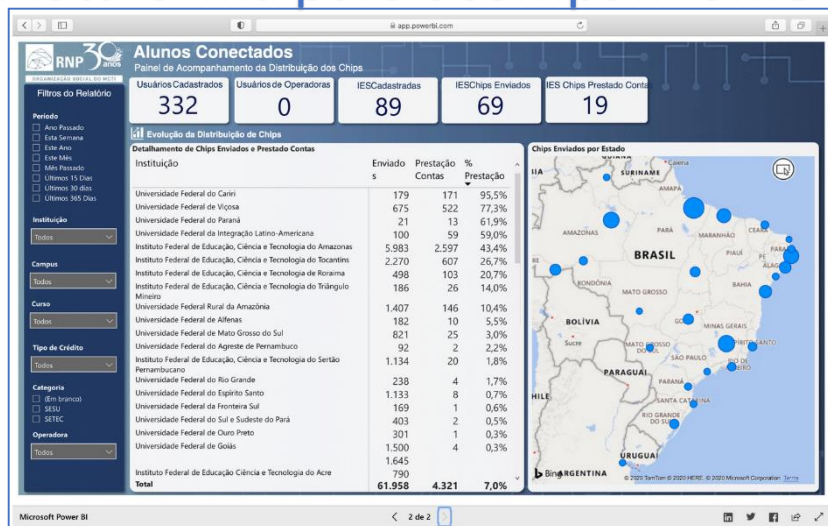 app.powerbi.com
RNP 30 anos
ORGANIZAÇÃO SOCIAL DO MCTI
Alunos Conectados
Painel de Acompanhamento da Distribuição dos Chips
Usuários Cadastrados
332
Usuários de Operadoras
0
IES Cadastradas
89
IES Chips Enviados
69
IES Chips Prestado Contas
19
Filtros do Relatório
Período
Ano Passado
Esta Semana
Este Ano
Este Mês
Mês Passado
Últimos 15 Dias
Últimos 30 dias
Últimos 365 Dias
Instituição
Todos
Campus
Todos
Curso
Todos
Tipo de Crédito
Todos
Categoria
(Em branco)
SESU
SETEC
Operadora
Todos
Evolução da Distribuição de Chips
Detalhamento de Chips Enviados e Prestado Contas
Instituição Enviados Prestação Contas % Prestação
Universidade Federal do Cariri 179 171 95,5%
Universidade Federal de Viçosa 675 522 77,3%
Universidade Federal do Paraná 21 13 61,9%
Universidade Federal da Integração Latino-Americana 100 59 59,0%
Instituto Federal de Educação, Ciência e Tecnologia do Amazonas 5.983 2.597 43,4%
Instituto Federal de Educação, Ciência e Tecnologia do Tocantins 2.270 607 26,7%
Instituto Federal de Educação, Ciência e Tecnologia de Roraima 498 103 20,7%
Instituto Federal de Educação, Ciência e Tecnologia do Triângulo 186 26 14,0%
Mineiro
Universidade Federal Rural da Amazônia 1.407 146 10,4%
Universidade Federal de Alfenas 182 10 5,5%
Universidade Federal de Mato Grosso do Sul 821 25 3,0%
Universidade Federal do Agreste de Pernambuco 92 2 2,2%
Instituto Federal de Educação, Ciência e Tecnologia do Sertão 1.134 20 1,8%
Pernambucano
Universidade Federal do Rio Grande 238 4 1,7%
Universidade Federal do Espírito Santo 1.133 8 0,7%
Universidade Federal da Fronteira Sul 169 1 0,6%
Universidade Federal do Sul e Sudeste do Pará 403 2 0,5%
Universidade Federal de Ouro Preto 301 1 0,3%
Universidade Federal de Goiás 1.500 4 0,3%
1.645
Instituto Federal de Educação Ciência e Tecnologia do Acre 790
Total 61.958 4.321 7,0%
Chips Enviados por Estado
GUIANA
SURINAME
Caiena
AMAPÁ
AMAZONAS
PARÁ
MARANHÃO
CEARÁ
PIAUÍ
PE
BRASIL
RONDÔNIA
MATO GROSSO
BAHIA
BOLÍVIA
Sucre
MINAS GERAIS
MATO GROSSO DO SUL
ESPÍRITO SANTO
SÃO PAULO
RIO DE JANEIRO
PARAGUAI
PARANÁ
SANTA CATARINA
RIO GRANDE DO SUL
URUGUAI
ARGENTINA
Bing
© 2020 TomTom © 2020 HERE, © 2020 Microsoft Corporation Terms
Microsoft Power BI
2 de 2